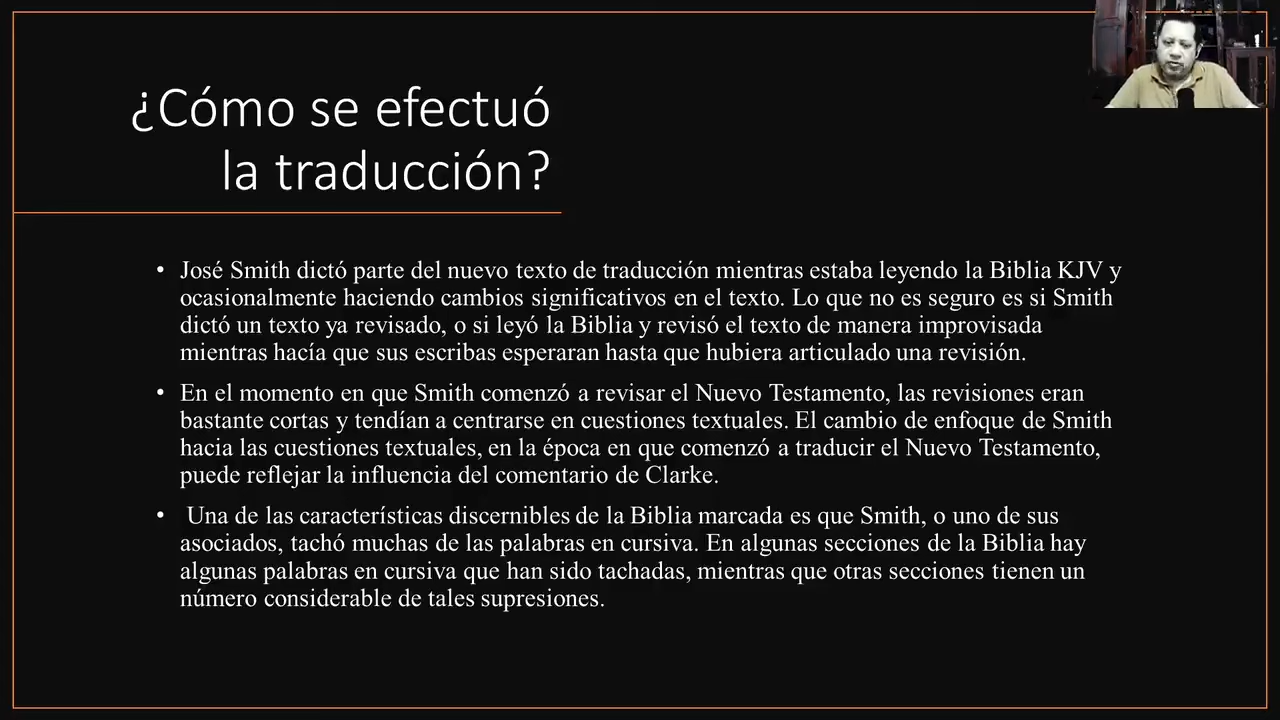 ¿Cómo se efectuó
la traducción?
• José Smith dictó parte del nuevo texto de traducción mientras estaba leyendo la Biblia KJV y
ocasionalmente haciendo cambios significativos en el texto. Lo que no es seguro es si Smith
dictó un texto ya revisado, o si leyó la Biblia y revisó el texto de manera improvisada
mientras hacía que sus escribas esperaran hasta que hubiera articulado una revisión.
• En el momento en que Smith comenzó a revisar el Nuevo Testamento, las revisiones eran
bastante cortas y tendían a centrarse en cuestiones textuales. El cambio de enfoque de Smith
hacia las cuestiones textuales, en la época en que comenzó a traducir el Nuevo Testamento,
puede reflejar la influencia del comentario de Clarke.
• Una de las características discernibles de la Biblia marcada es que Smith, o uno de sus
asociados, tachó muchas de las palabras en cursiva. En algunas secciones de la Biblia hay
algunas palabras en cursiva que han sido tachadas, mientras que otras secciones tienen un
número considerable de tales supresiones.